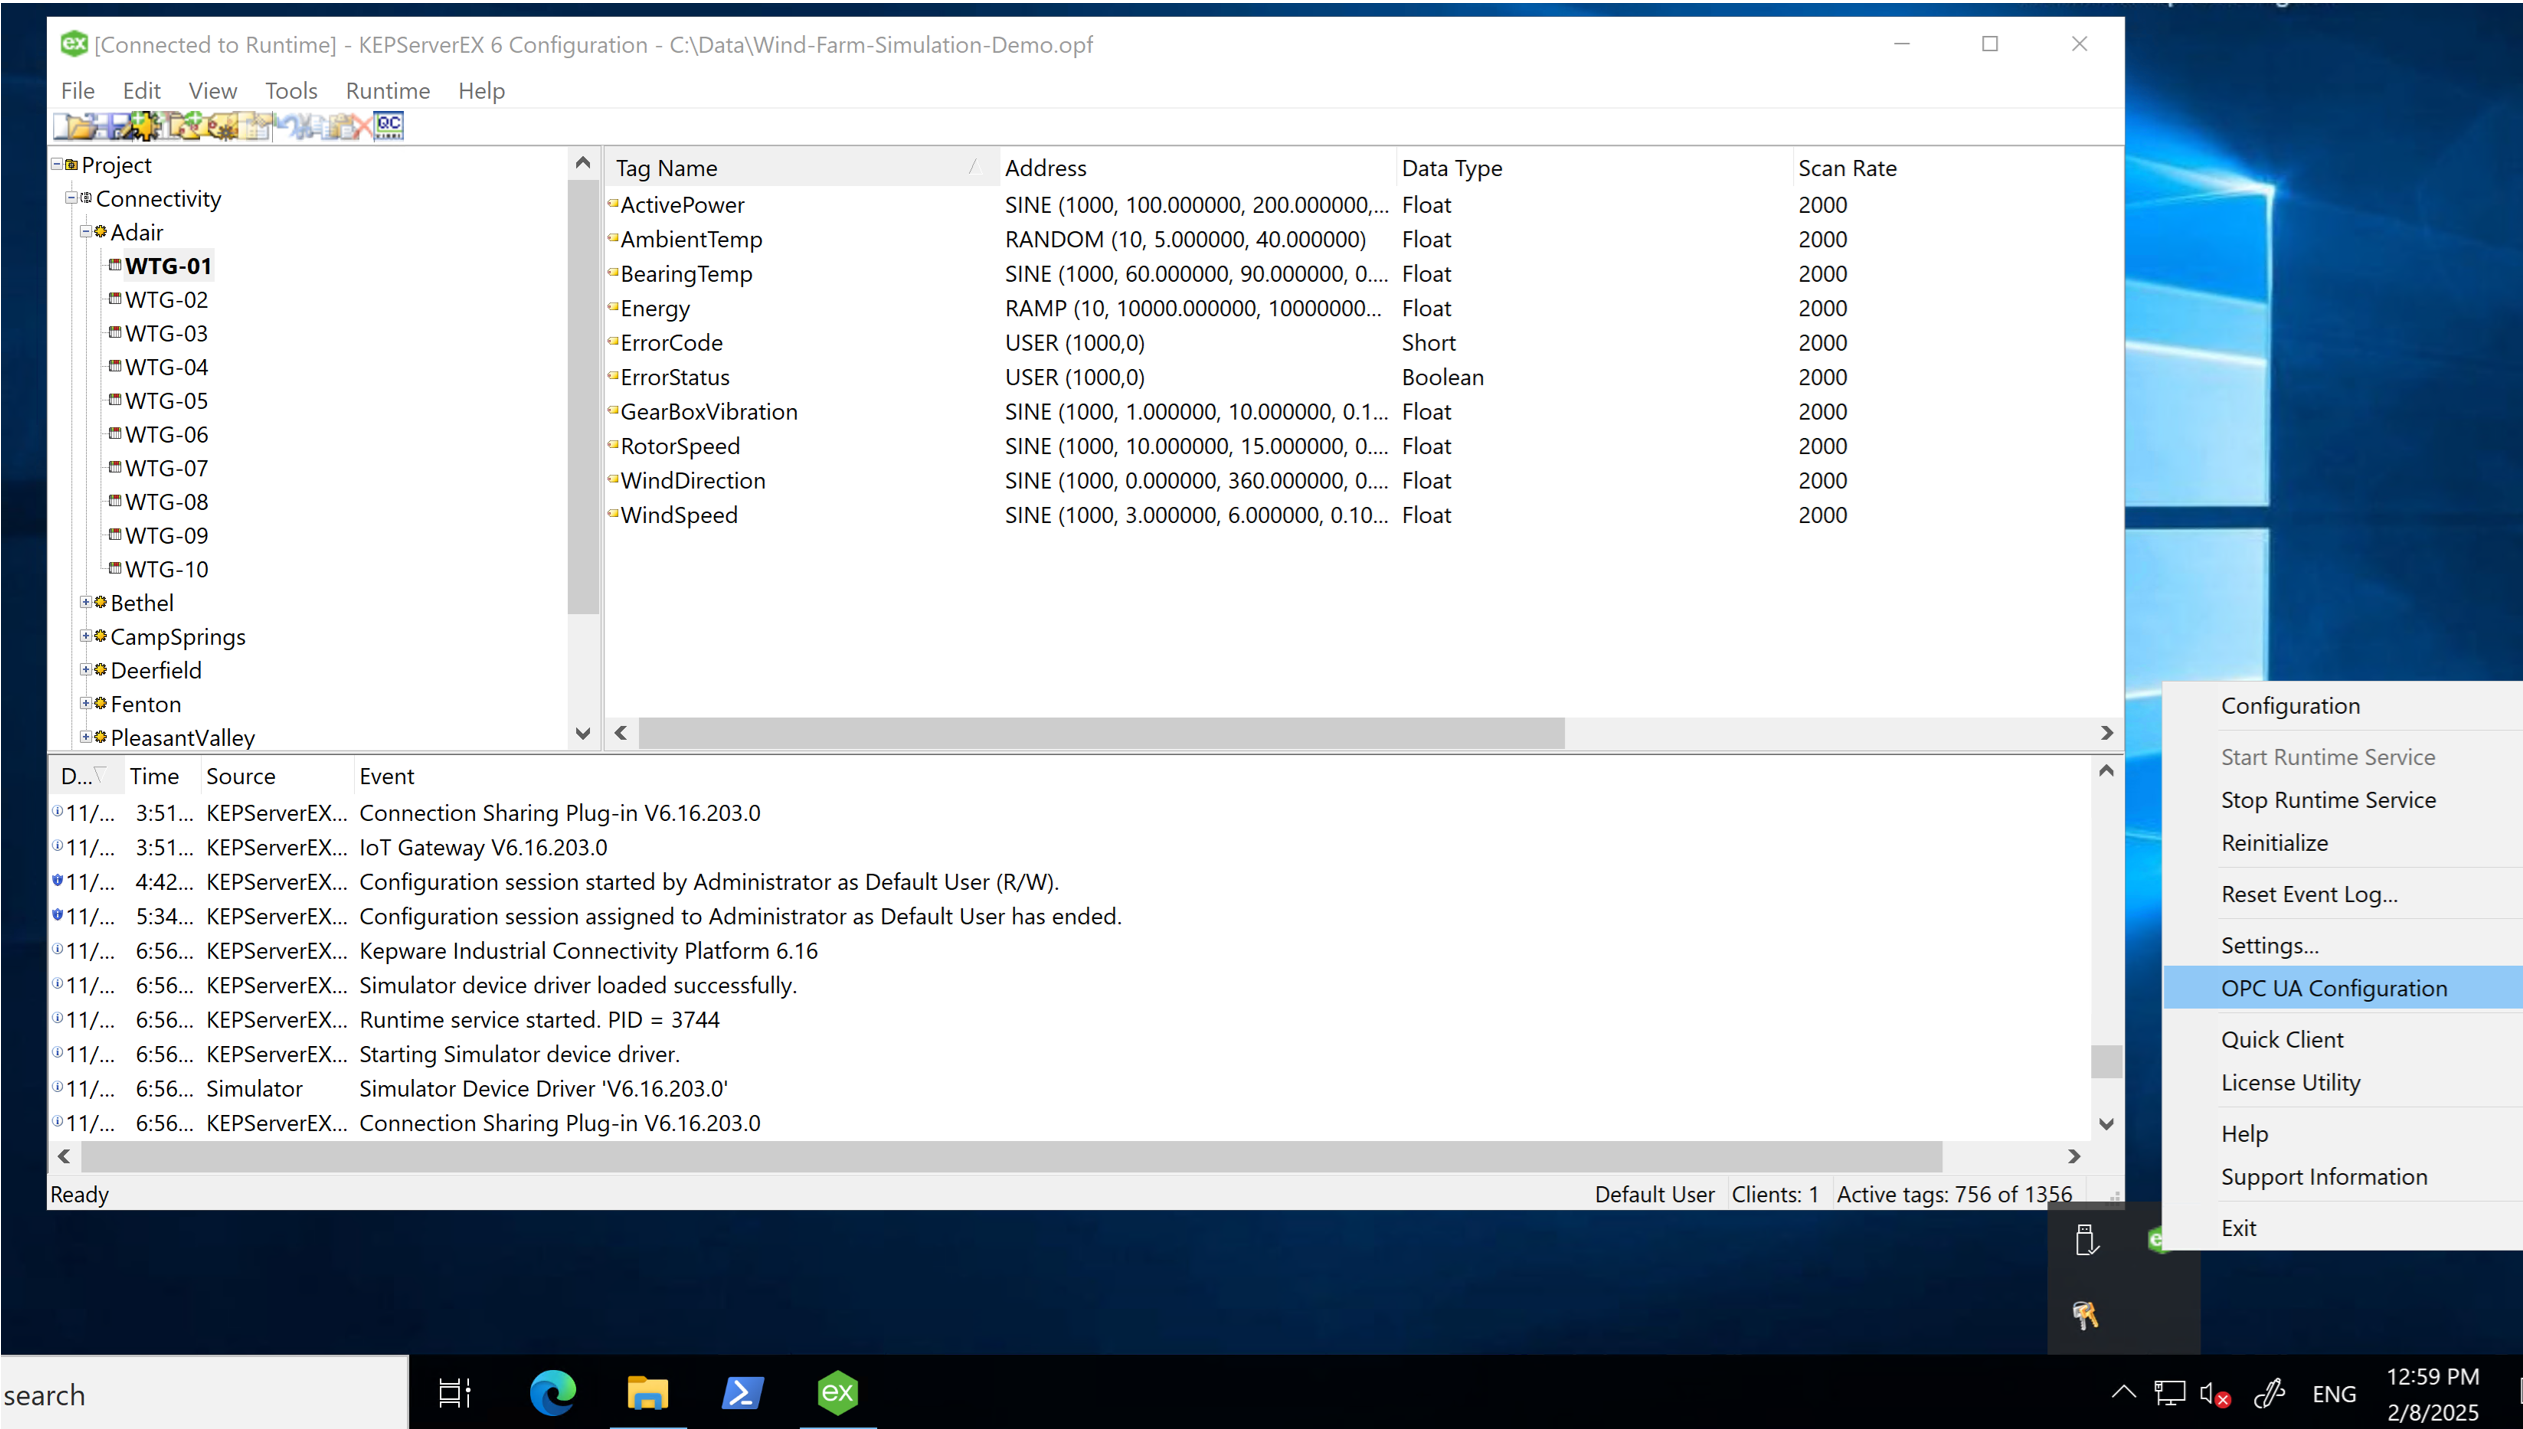 [Connected to Runtime] - KEPServerEX 6 Configuration - C:\Data\Wind-Farm-Simulation-Demo.opf
File Edit View Tools Runtime Help
Project
Connectivity
Adair
WTG-01
WTG-02
WTG-03
WTG-04
WTG-05
WTG-06
WTG-07
WTG-08
WTG-09
WTG-10
Bethel
CampSprings
Deerfield
Fenton
PleasantValley
Tag Name Address Data Type Scan Rate
ActivePower SINE (1000, 100.000000, 200.000000,... Float 2000
AmbientTemp RANDOM (10, 5.000000, 40.000000) Float 2000
BearingTemp SINE (1000, 60.000000, 90.000000, 0.... Float 2000
Energy RAMP (10, 10000.000000, 10000000... Float 2000
ErrorCode USER (1000,0) Short 2000
ErrorStatus USER (1000,0) Boolean 2000
GearBoxVibration SINE (1000, 1.000000, 10.000000, 0.1... Float 2000
RotorSpeed SINE (1000, 10.000000, 15.000000, 0.... Float 2000
WindDirection SINE (1000, 0.000000, 360.000000, 0.... Float 2000
WindSpeed SINE (1000, 3.000000, 6.000000, 0.10... Float 2000
D... Time Source Event
11/... 3:51... KEPServerEX... Connection Sharing Plug-in V6.16.203.0
11/... 3:51... KEPServerEX... IoT Gateway V6.16.203.0
11/... 4:42... KEPServerEX... Configuration session started by Administrator as Default User (R/W).
11/... 5:34... KEPServerEX... Configuration session assigned to Administrator as Default User has ended.
11/... 6:56... KEPServerEX... Kepware Industrial Connectivity Platform 6.16
11/... 6:56... KEPServerEX... Simulator device driver loaded successfully.
11/... 6:56... KEPServerEX... Runtime service started. PID = 3744
11/... 6:56... KEPServerEX... Starting Simulator device driver.
11/... 6:56... Simulator Simulator Device Driver 'V6.16.203.0'
11/... 6:56... KEPServerEX... Connection Sharing Plug-in V6.16.203.0
Ready Default User Clients: 1 Active tags: 756 of 1356
Configuration
Start Runtime Service
Stop Runtime Service
Reinitialize
Reset Event Log...
Settings...
OPC UA Configuration
Quick Client
License Utility
Help
Support Information
Exit
search
ex
ENG
12:59 PM
2/8/2025